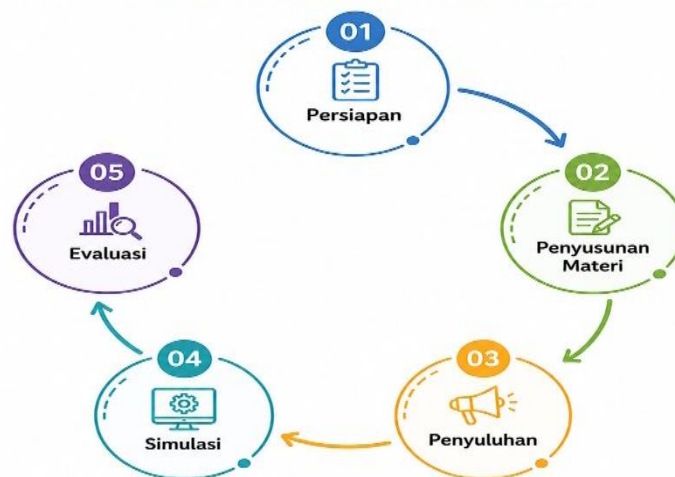 01
Persiapan
02
Penyusunan
Materi
03
Penyuluhan
04
Simulasi
05
Evaluasi